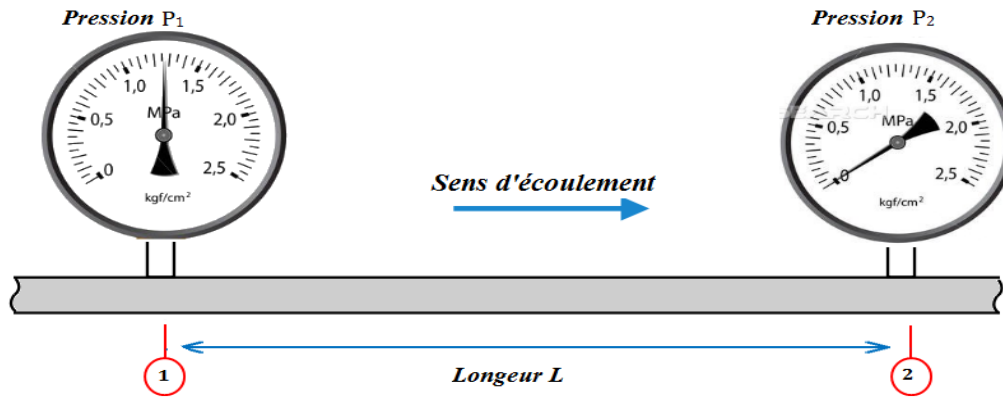 Pression P₁
Pression P₂
0
0,5
1,0
1,5
2,0
2,5
MPa
kgf/cm²
0
0,5
1,0
1,5
2,0
2,5
MPa
kgf/cm²
Sens d'écoulement
1
Longeur L
2